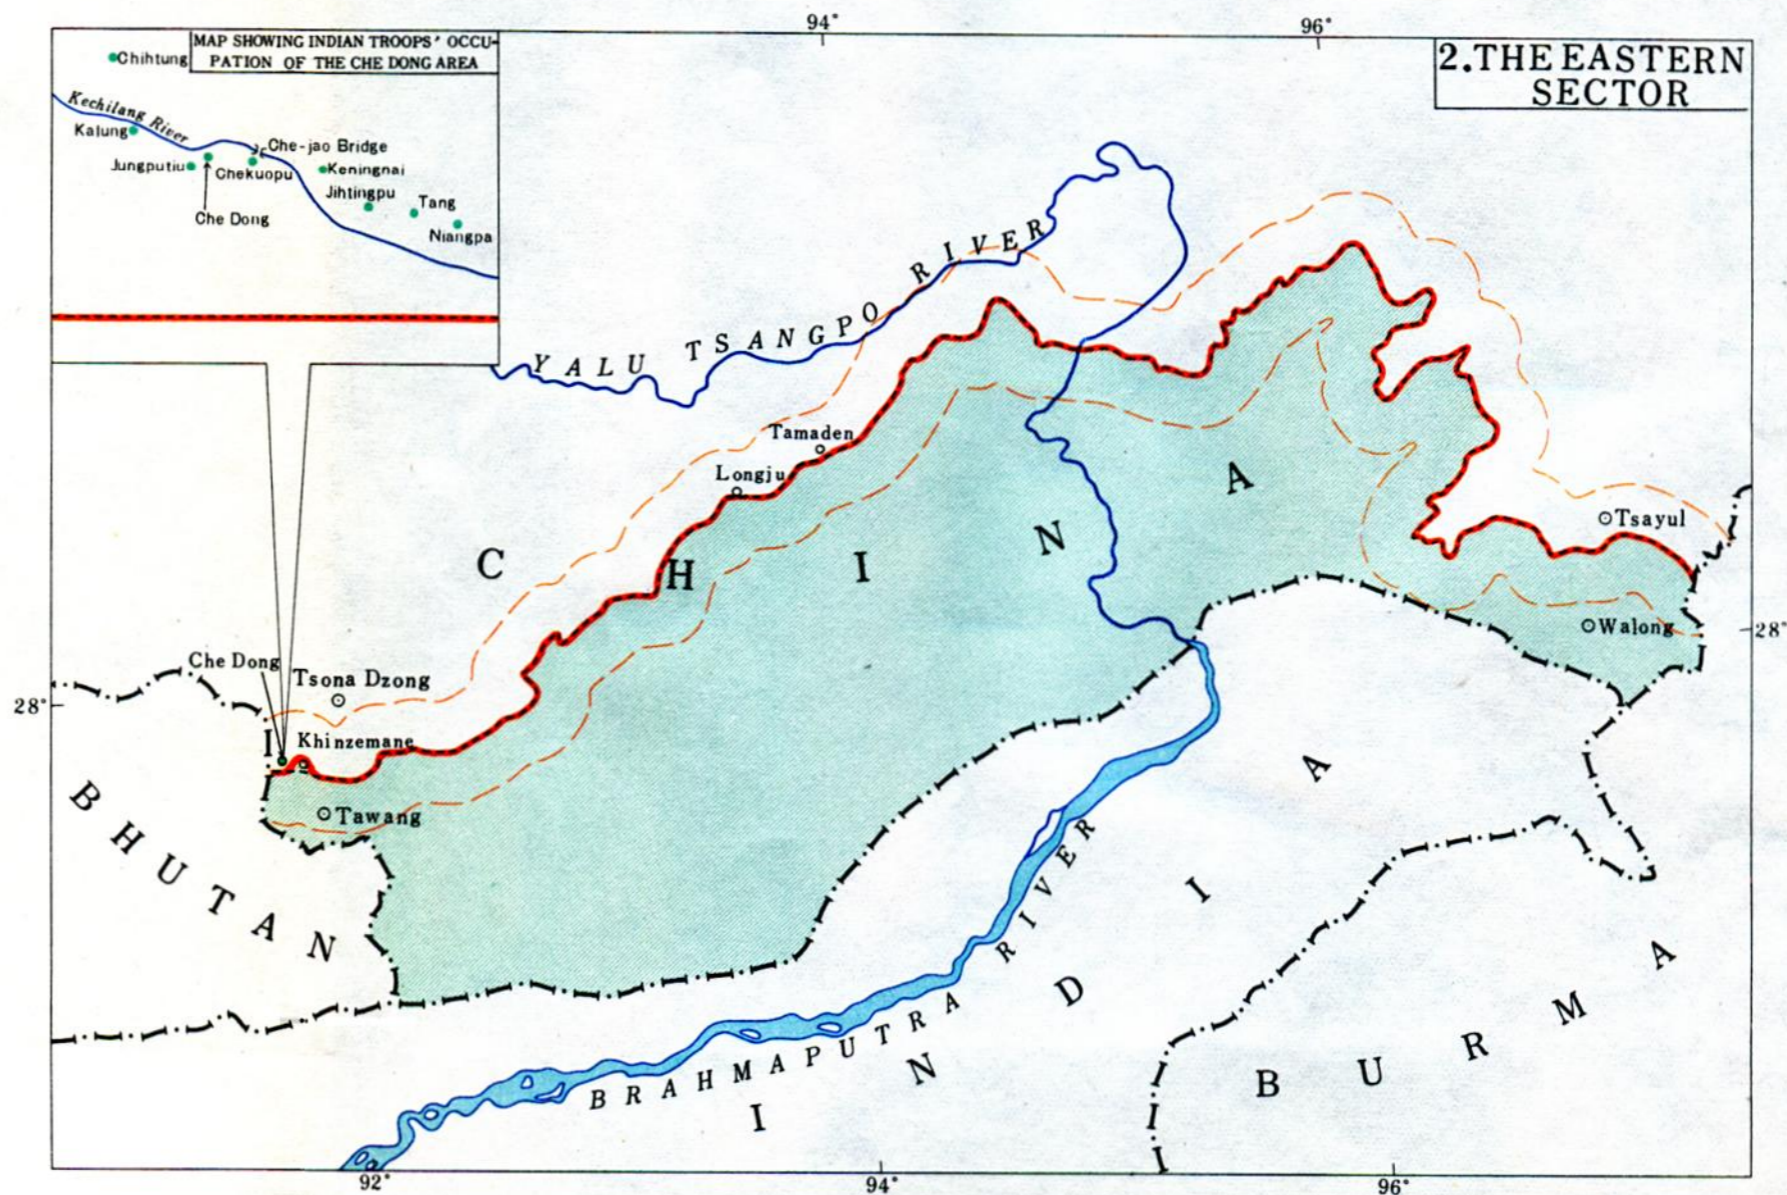 94°
96°
MAP SHOWING INDIAN TROOPS' OCCU-
PATION OF THE CHE DONG AREA
2.THE EASTERN
SECTOR
Chihtung
Kechilang River
Kalung
Che-jao Bridge
Jungputiu
Chekuopu
Keningnai
Jihtingpu
Che Dong
Tang
Niangpa
YALU TSANGPO RIVER
Tamaden
Longju
CHINA
Tsayul
Walong
28°
Che Dong
Tsona Dzong
28°
Khinzemane
Tawang
BHUTAN
BRAHMAPUTRA RIVER
INDIA
BURMA
92°
94°
96°